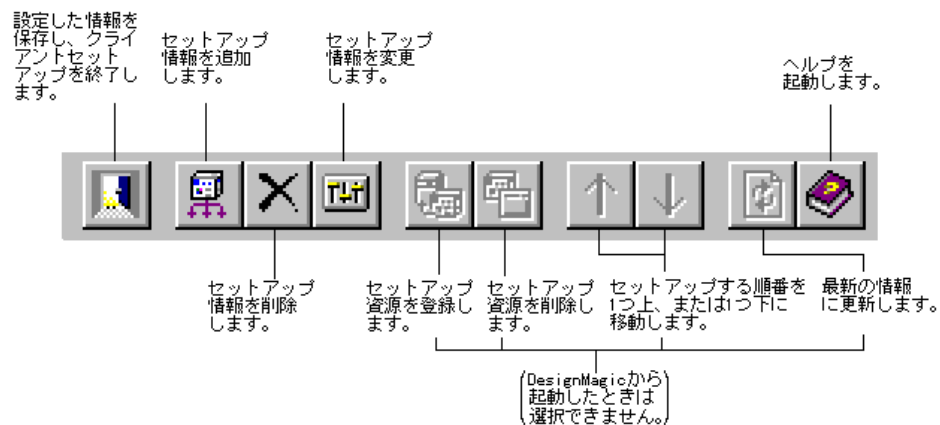 設定した情報を
保存し、クライ
アントセット
アップを終了し
ます。
セットアップ
情報を追加
します。
セットアップ
情報を変更
します。
ヘルプを
起動します。
セットアップ
情報を削除
します。
セットアップ
資源を登録し
ます。
セットアップ
資源を削除し
ます。
セットアップする順番を
1つ上、または1つ下に
移動します。
最新の情報
に更新します。
(DesignMagicから
起動したときは
選択できません。)